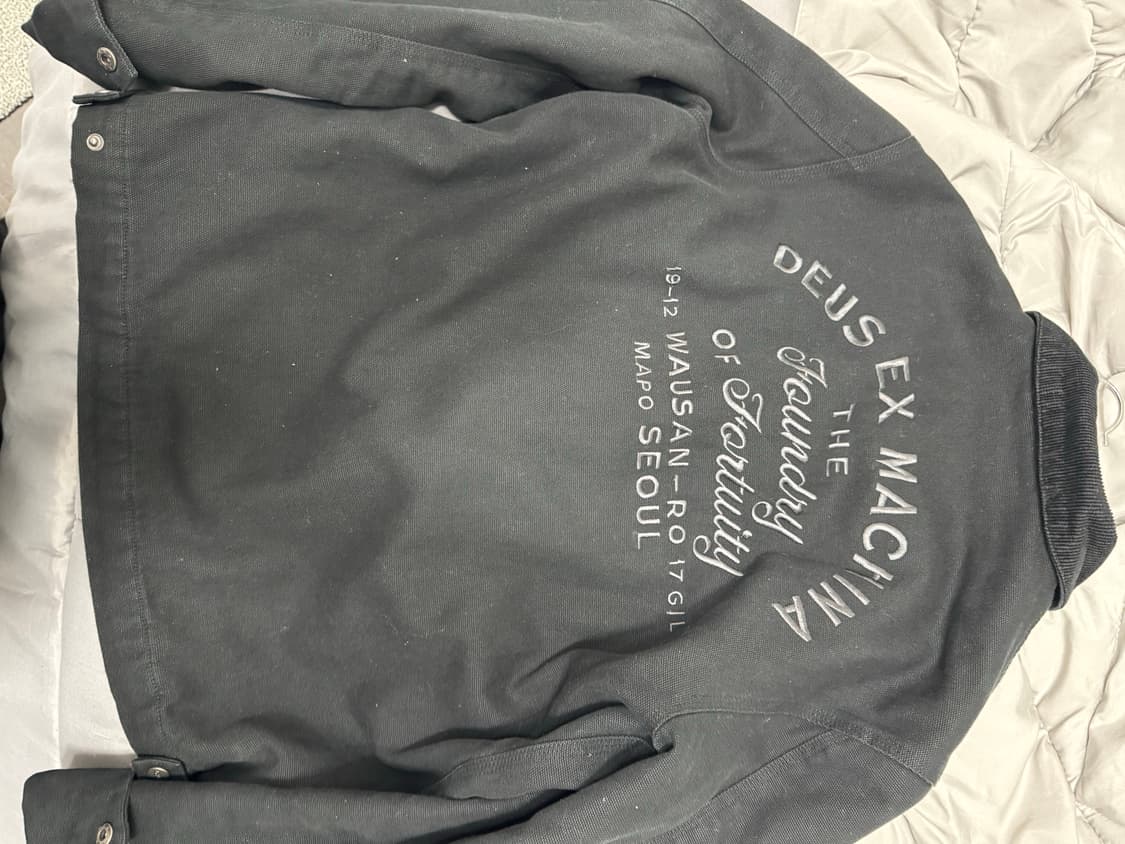 DEUS EX MACHINA
THE
Foundry
OF Fortuity
19-12 WAUSAN-RO 17 GIL
MAPO SEOUL